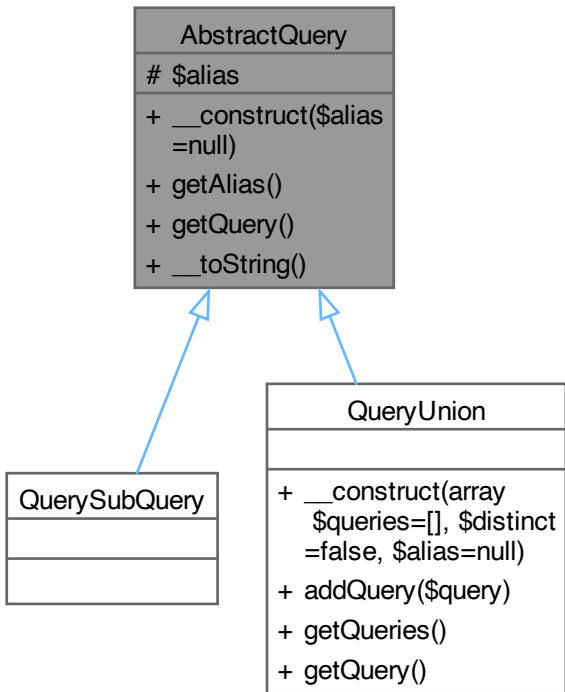 AbstractQuery
# $alias
+ __construct($alias
=null)
+ getAlias()
+ getQuery()
+ __toString()
QuerySubQuery
QueryUnion
+ __construct(array
$queries=[], $distinct
=false, $alias=null)
+ addQuery($query)
+ getQueries()
+ getQuery()